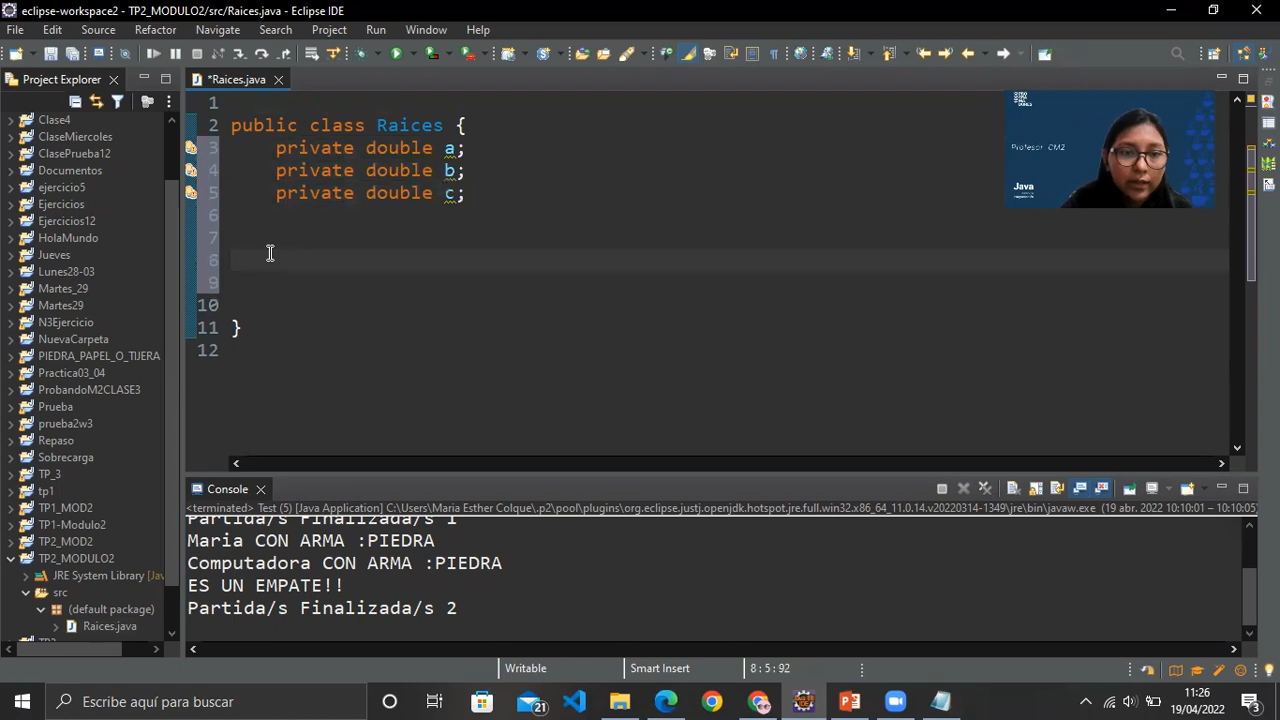 eclipse-workspace2 - TP2_MODULO2/src/Raices.java - Eclipse IDE
File Edit Source Refactor Navigate Search Project Run Window Help
Project Explorer
*Raices.java
Clase4
ClaseMiercoles
ClasePrueba12
Documentos
ejercicio5
Ejercicios
Ejercicios12
HolaMundo
Jueves
Lunes28-03
Martes_29
Martes29
N3Ejercicio
NuevaCarpeta
PIEDRA_PAPEL_O_TIJERA
Practica03_04
ProbandoM2CLASE3
Prueba
prueba2w3
Repaso
Sobrecarga
TP_3
tp1
TP1_MOD2
TP1-Modulo2
TP2_MOD2
TP2_MODULO2
JRE System Library [Jav
src
(default package)
Raices.java
1
2 public class Raices {
3 private double a;
4 private double b;
5 private double c;
6
7
8
9
10
11 }
12
Profesor CM2
Java
Console
<terminated> Test (5) [Java Application] C:\Users\Maria Esther Colque\.p2\pool\plugins\org.eclipse.justj.openjdk.hotspot.jre.full.win32.x86_64_11.0.14.v20220314-1349\jre\bin\javaw.exe (19 abr. 2022 10:10:01 – 10:10:05)
Partida/s Finalizada/s 1
Maria CON ARMA :PIEDRA
Computadora CON ARMA :PIEDRA
ES UN EMPATE!!
Partida/s Finalizada/s 2
Writable Smart Insert 8 : 5 : 92
Escribe aquí para buscar
21
11:26
19/04/2022
3